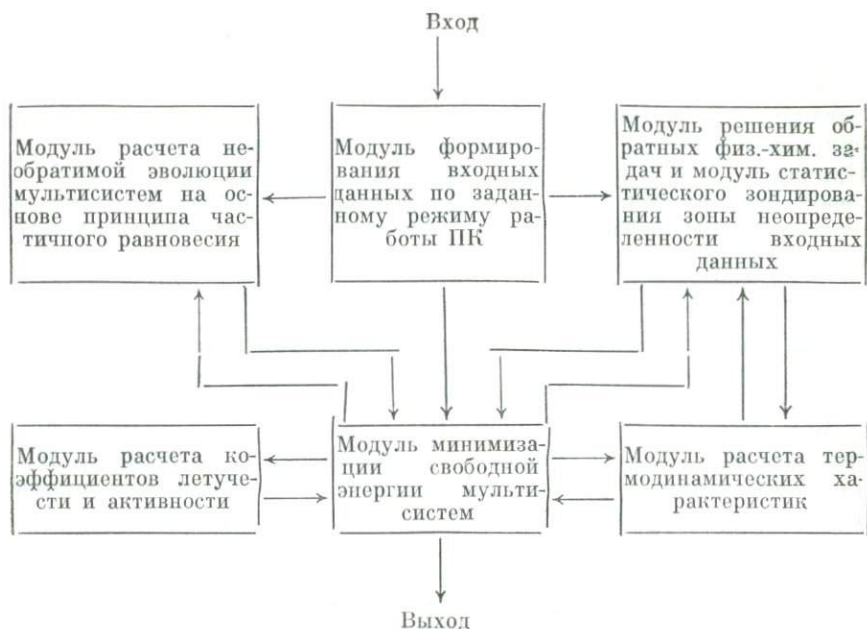 Вход
Модуль расчета не-
обратимой эволюции
мультисистем на ос-
нове принципа час-
тичного равновесия
Модуль формиро-
вания входных
данных по задан-
ному режиму ра-
боты ПК
Модуль решения об-
ратных физ.-хим. за-
дач и модуль статис-
тического зондирова-
ния зоны неопреде-
ленности входных
данных
Модуль расчета ко-
эффициентов летуче-
сти и активности
Модуль минимиза-
ции свободной
энергии мульти-
систем
Модуль расчета тер-
модинамических ха-
рактеристик
Выход